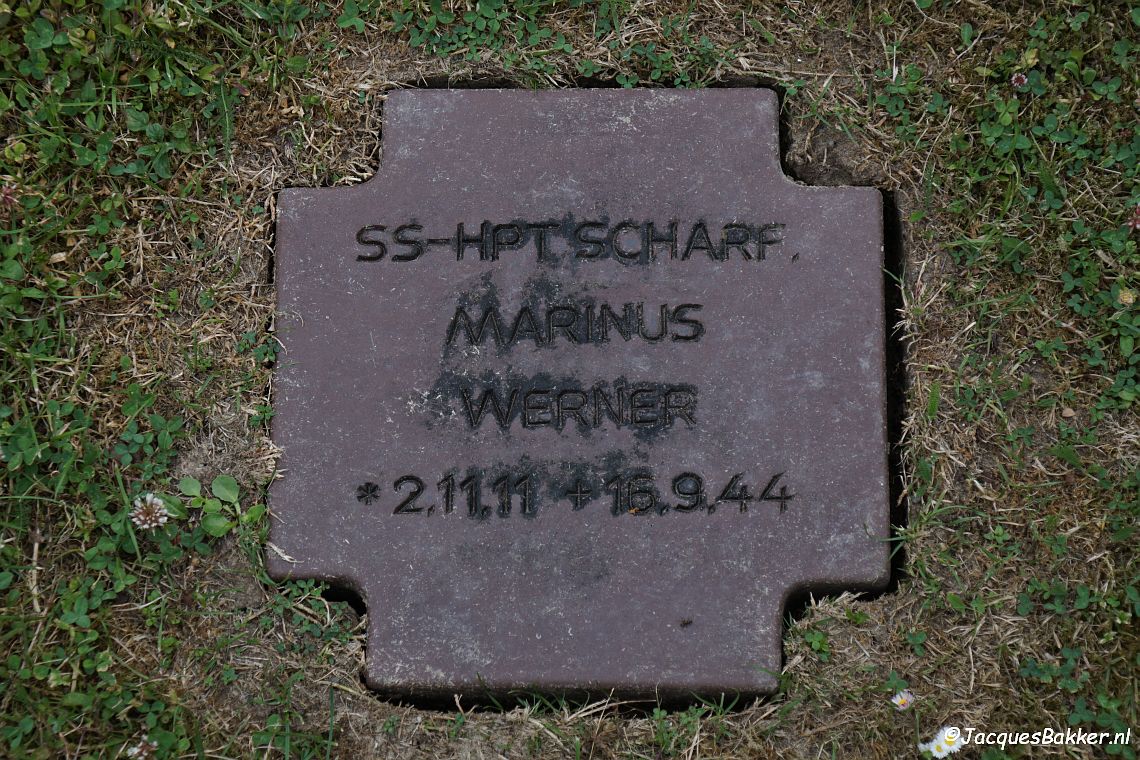 SS-HPT.SCHARF.
MARINUS
WERNER
* 2.11.11 + 16.9.44
©JacquesBakker.nl